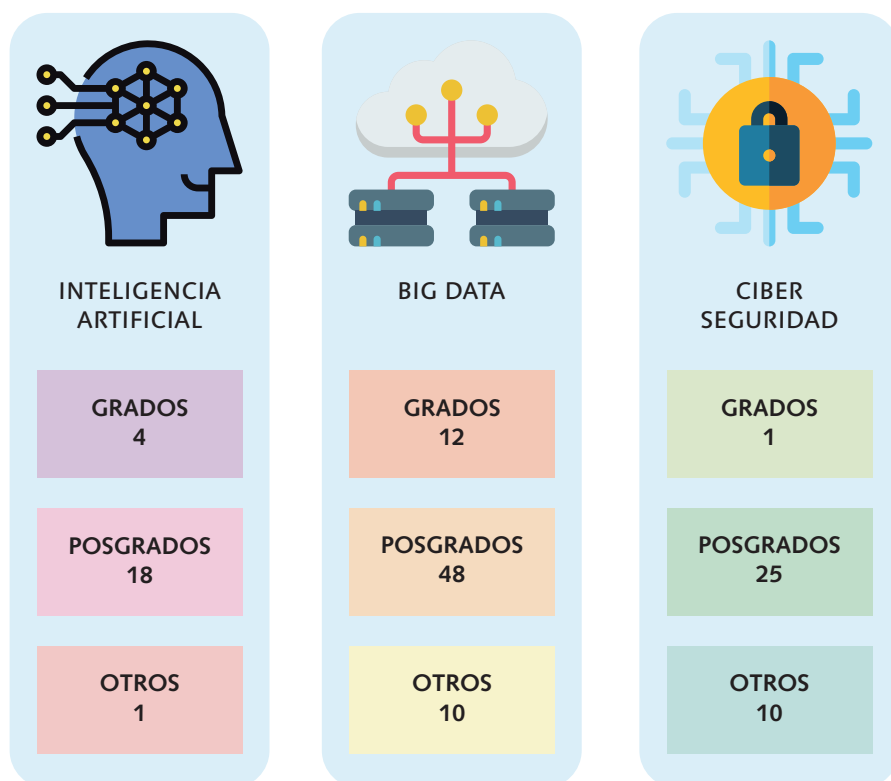 INTELIGENCIA
ARTIFICIAL
GRADOS
4
POSGRADOS
18
OTROS
1
BIG DATA
GRADOS
12
POSGRADOS
48
OTROS
10
CIBER
SEGURIDAD
GRADOS
1
POSGRADOS
25
OTROS
10